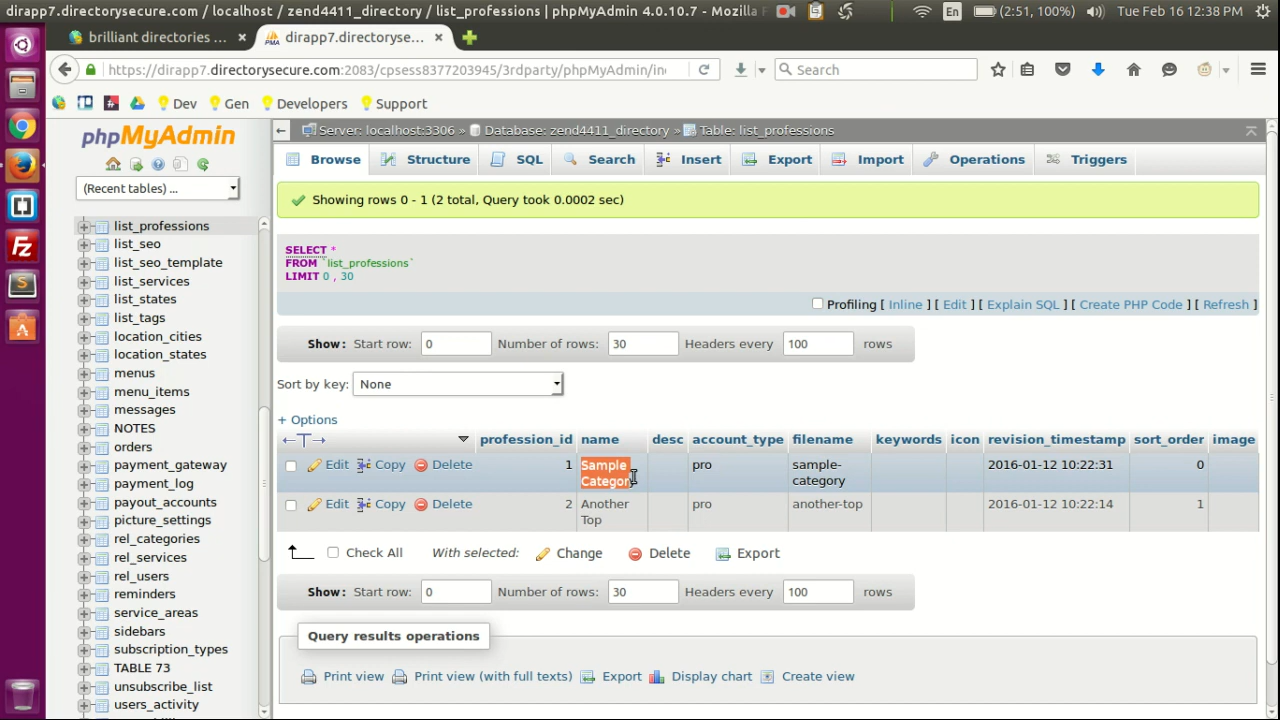 dirapp7.directorysecure.com / localhost / zend4411_directory / list_professions | phpMyAdmin 4.0.10.7 - Mozilla F
En (2:51, 100%) Tue Feb 16 12:38 PM
brilliant directories ... × dirapp7.directoryse... ×
https://dirapp7.directorysecure.com:2083/cpsess8377203945/3rdparty/phpMyAdmin/in Search
Dev Gen Developers Support
phpMyAdmin
(Recent tables) ...
list_professions
list_seo
list_seo_template
list_services
list_states
list_tags
location_cities
location_states
menus
menu_items
messages
NOTES
orders
payment_gateway
payment_log
payout_accounts
picture_settings
rel_categories
rel_services
rel_users
reminders
service_areas
sidebars
subscription_types
TABLE 73
unsubscribe_list
users_activity
Server: localhost:3306 » Database: zend4411_directory » Table: list_professions
Browse Structure SQL Search Insert Export Import Operations Triggers
Showing rows 0 - 1 (2 total, Query took 0.0002 sec)
SELECT *
FROM `list_professions`
LIMIT 0 , 30
Profiling [ Inline ] [ Edit ] [ Explain SQL ] [ Create PHP Code ] [ Refresh ]
Show : Start row: 0 Number of rows: 30 Headers every 100 rows
Sort by key: None
+ Options
←T→ profession_id name desc account_type filename keywords icon revision_timestamp sort_order image
Edit Copy Delete 1 Sample Category pro sample-category 2016-01-12 10:22:31 0
Edit Copy Delete 2 Another Top pro another-top 2016-01-12 10:22:14 1
Check All With selected: Change Delete Export
Show : Start row: 0 Number of rows: 30 Headers every 100 rows
Query results operations
Print view Print view (with full texts) Export Display chart Create view